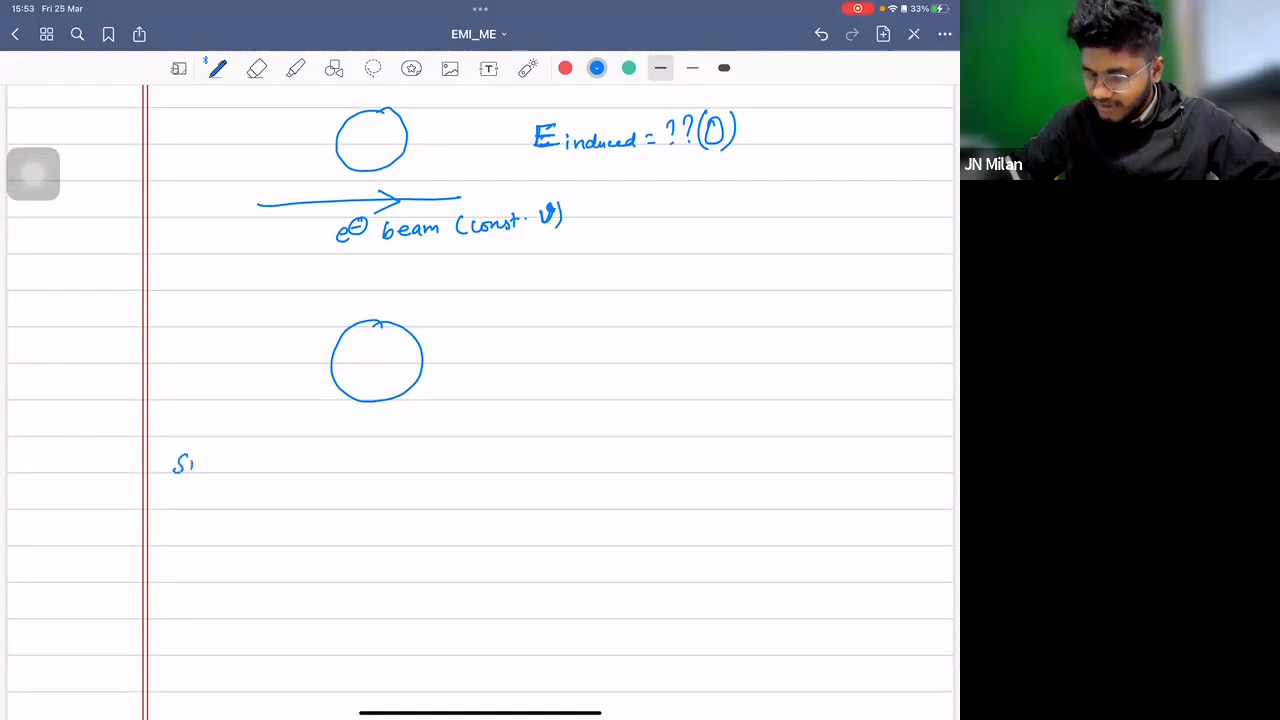 15:53 Fri 25 Mar
33%
EMI_ME
E induced = ??(0)
e⊖ beam (const. v)
JN Milan